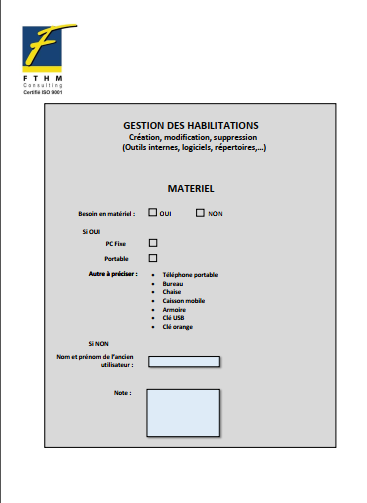 F T H M
Consulting
Certifié ISO 9001
GESTION DES HABILITATIONS
Création, modification, suppression
(Outils internes, logiciels, répertoires,…)
MATERIEL
Besoin en matériel : OUI NON
Si OUI
PC Fixe
Portable
Autre à préciser : • Téléphone portable
• Bureau
• Chaise
• Caisson mobile
• Armoire
• Clé USB
• Clé orange
Si NON
Nom et prénom de l'ancien
utilisateur :
Note :